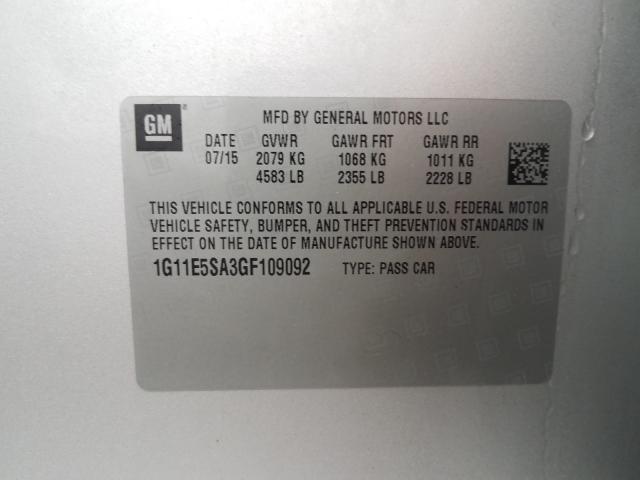 GM
MFD BY GENERAL MOTORS LLC
DATE GVWR GAWR FRT GAWR RR
07/15 2079 KG 1068 KG 1011 KG
4583 LB 2355 LB 2228 LB
THIS VEHICLE CONFORMS TO ALL APPLICABLE U.S. FEDERAL MOTOR
VEHICLE SAFETY, BUMPER, AND THEFT PREVENTION STANDARDS IN
EFFECT ON THE DATE OF MANUFACTURE SHOWN ABOVE.
1G11E5SA3GF109092 TYPE: PASS CAR